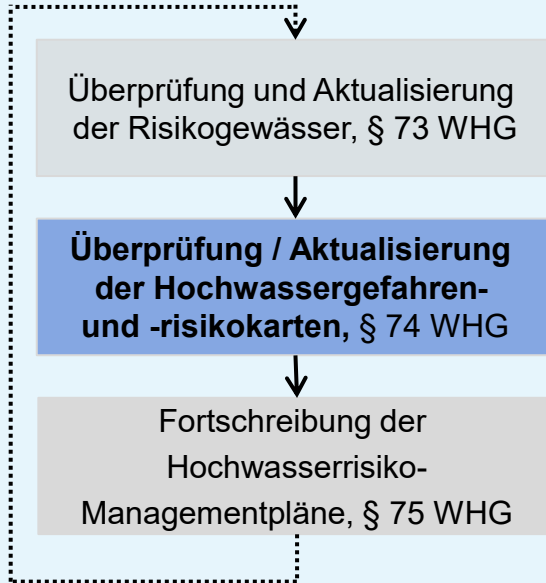 Überprüfung und Aktualisierung
der Risikogewässer, § 73 WHG
Überprüfung / Aktualisierung
der Hochwassergefahren-
und -risikokarten, § 74 WHG
Fortschreibung der
Hochwasserrisiko-
Managementpläne, § 75 WHG